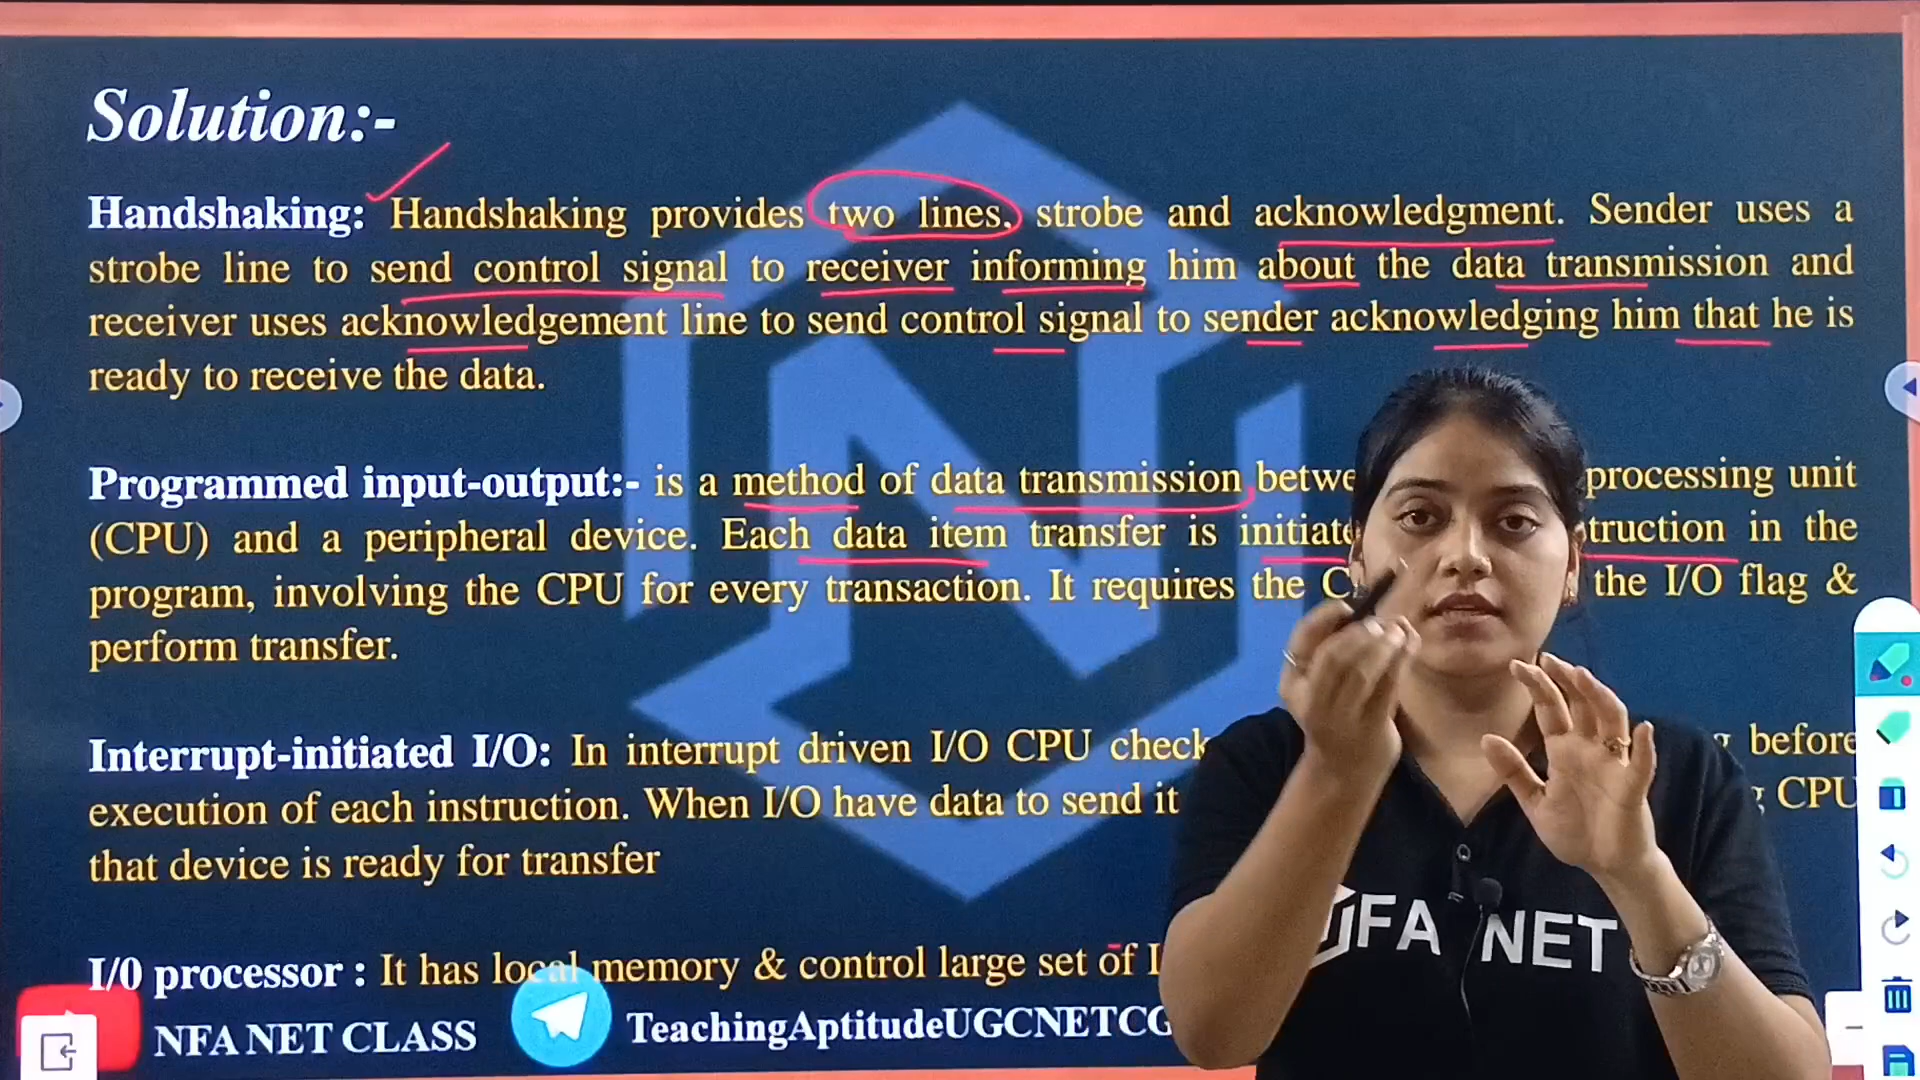 Solution:-
Handshaking: Handshaking provides two lines, strobe and acknowledgment. Sender uses a
strobe line to send control signal to receiver informing him about the data transmission and
receiver uses acknowledgement line to send control signal to sender acknowledging him that he is
ready to receive the data.
Programmed input-output:- is a method of data transmission processing unit
(CPU) and a peripheral device. Each data item transfer is in the
program, involving the CPU for every transaction. It requires the the I/O flag &
perform transfer.
Interrupt-initiated I/O: In interrupt driven I/O CPU before
execution of each instruction. When I/O have data to send it CPU
that device is ready for transfer
I/0 processor : It has local memory & control large set of
NFA NET CLASS
TeachingAptitudeUGCNETCG
FA NET